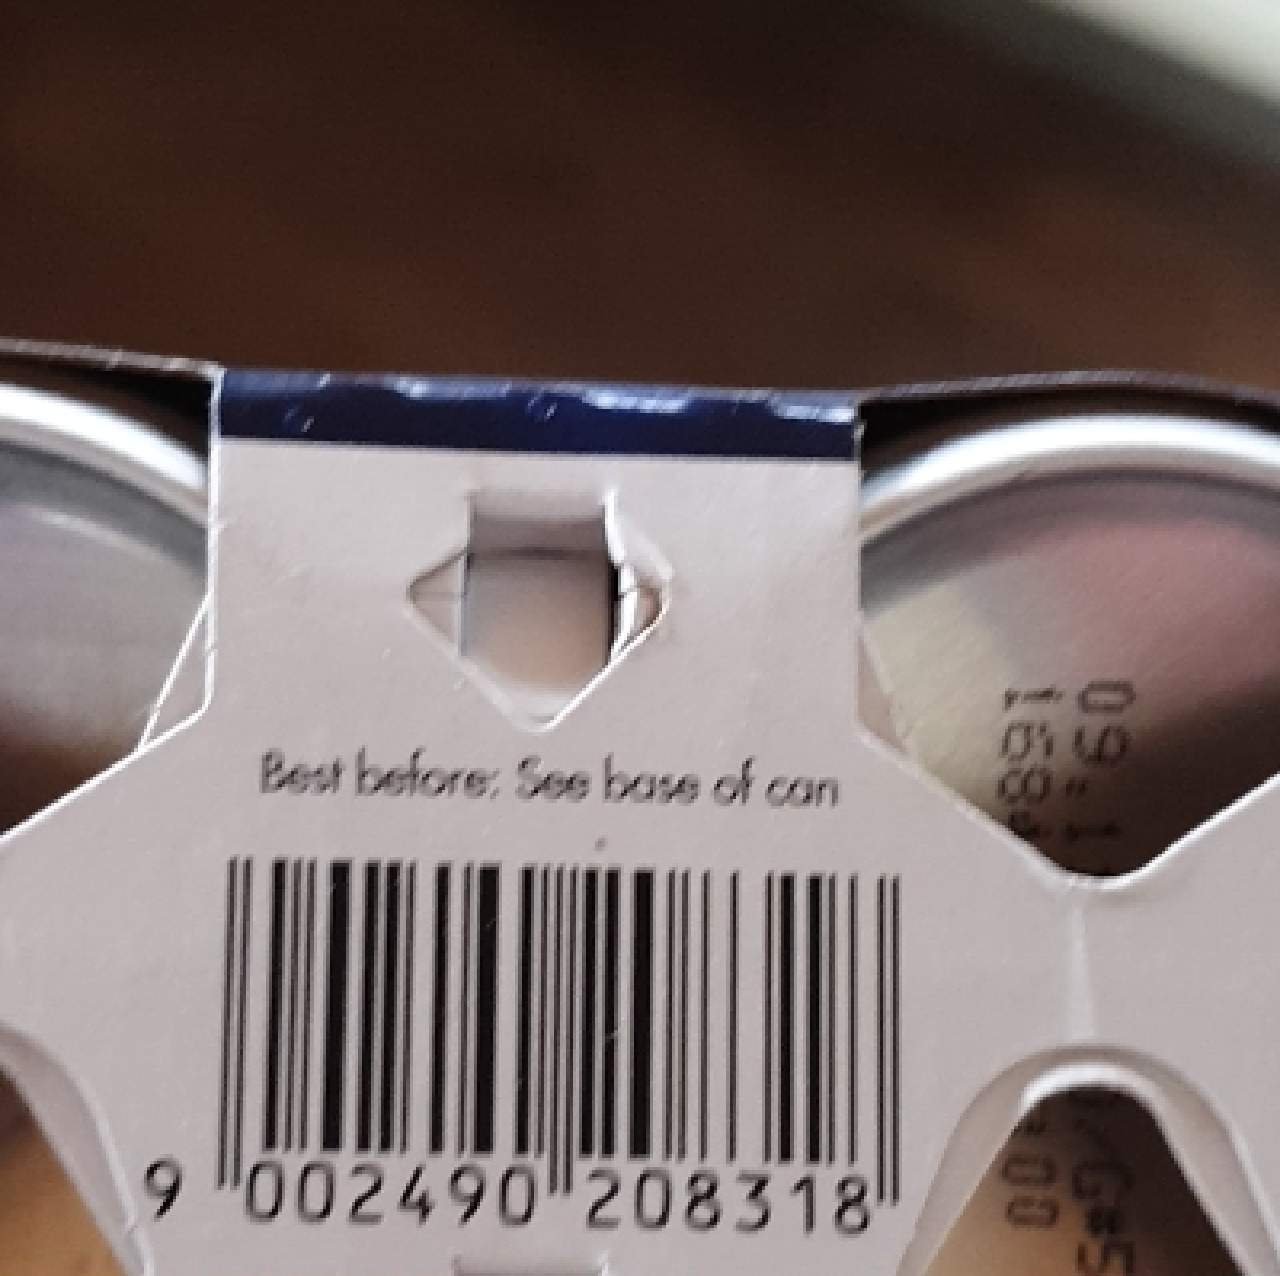 Best before: See base of can
9 002490 208318